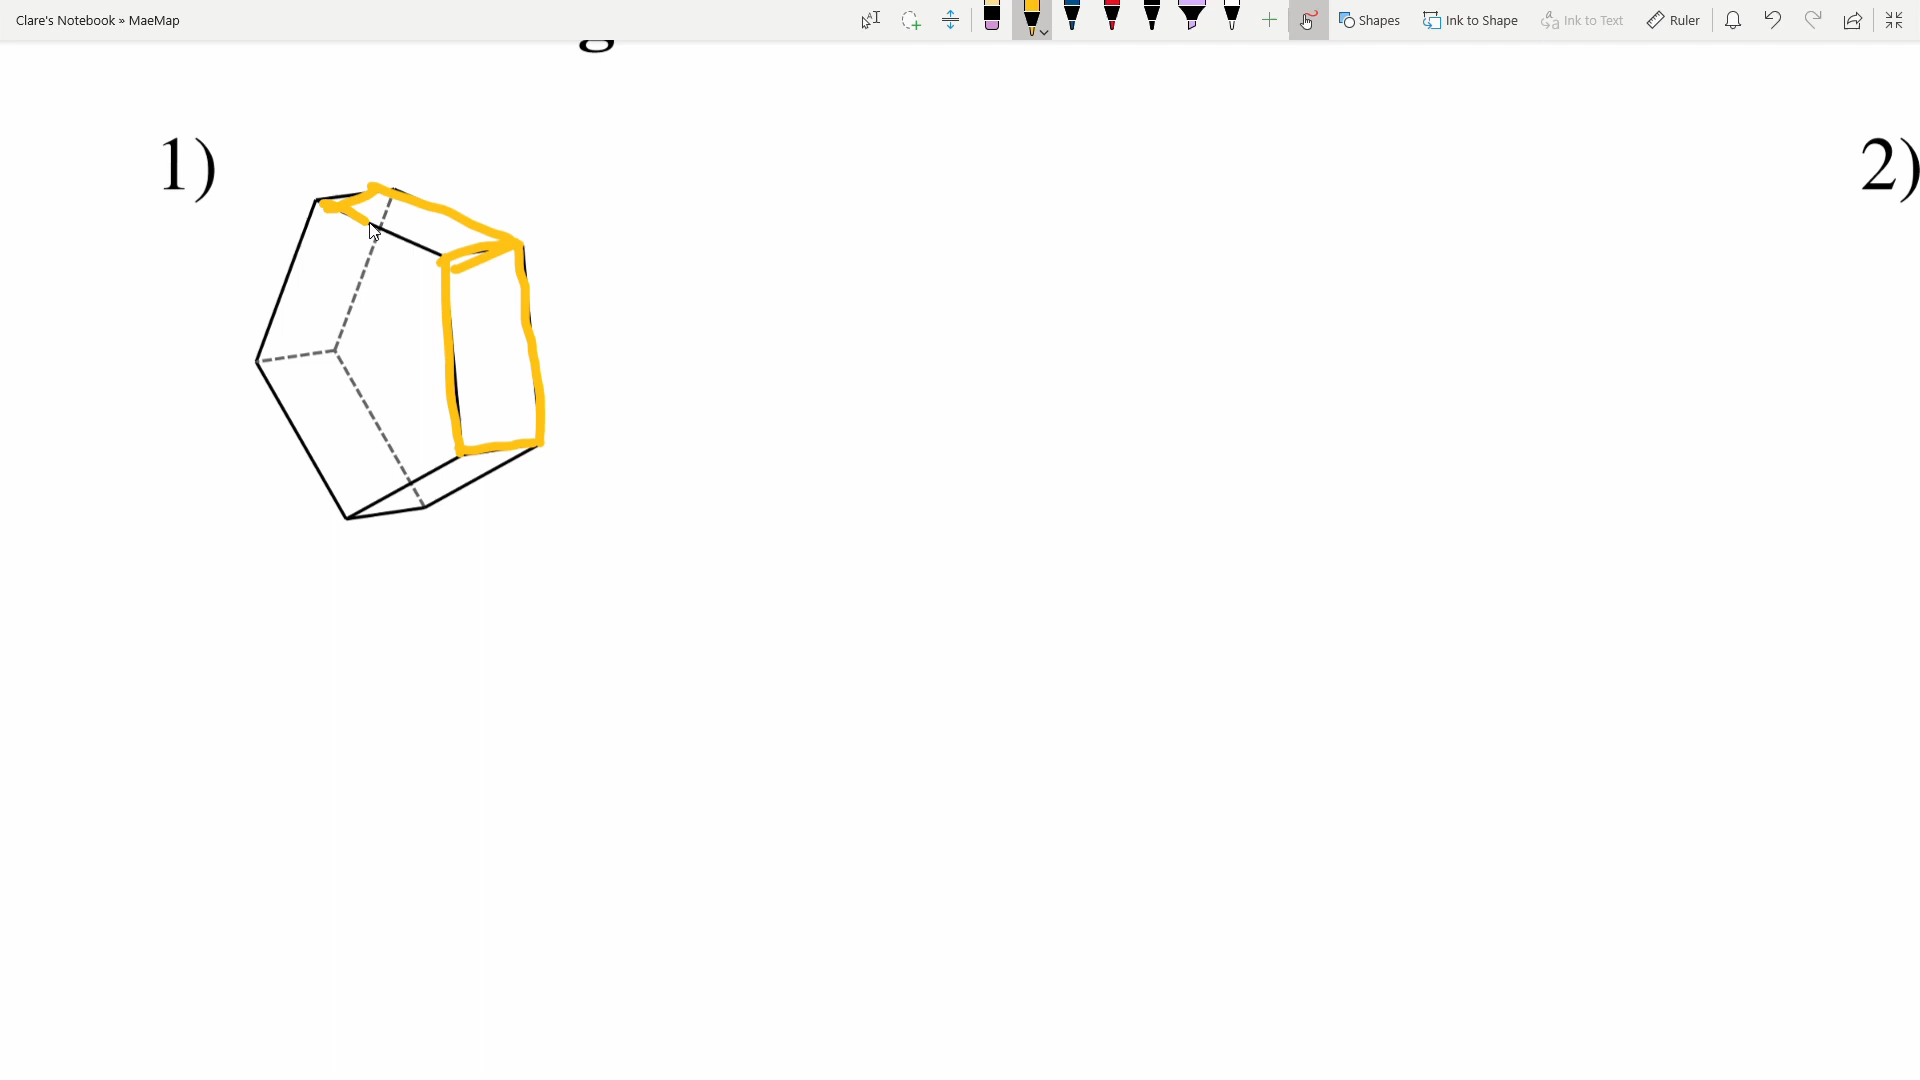 Clare's Notebook » MaeMap
Shapes
Ink to Shape
Ink to Text
Ruler
1)
2)